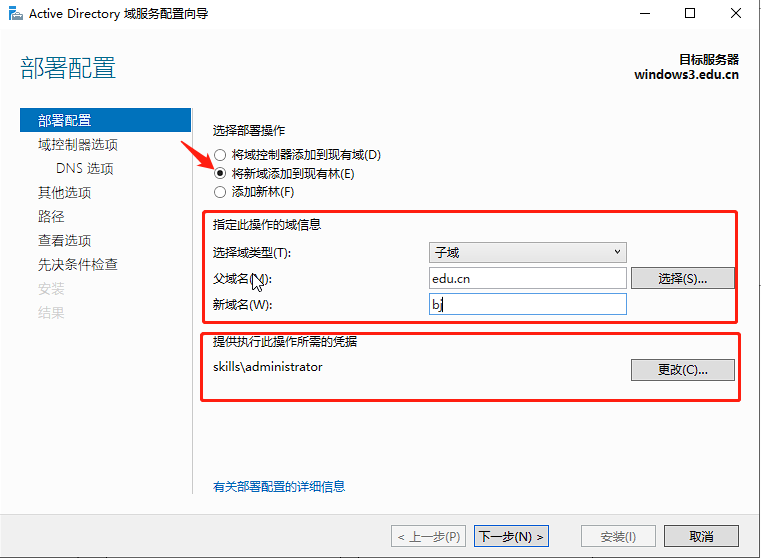 Active Directory 域服务配置向导
部署配置
目标服务器
windows3.edu.cn
部署配置
域控制器选项
DNS 选项
其他选项
路径
查看选项
先决条件检查
安装
结果
选择部署操作
将域控制器添加到现有域(D)
将新域添加到现有林(E)
添加新林(F)
指定此操作的域信息
选择域类型(T): 子域
父域名(M): edu.cn 选择(S)...
新域名(W): bj
提供执行此操作所需的凭据
skills\administrator 更改(C)...
有关部署配置的详细信息
< 上一步(P) 下一步(N) > 安装(I) 取消